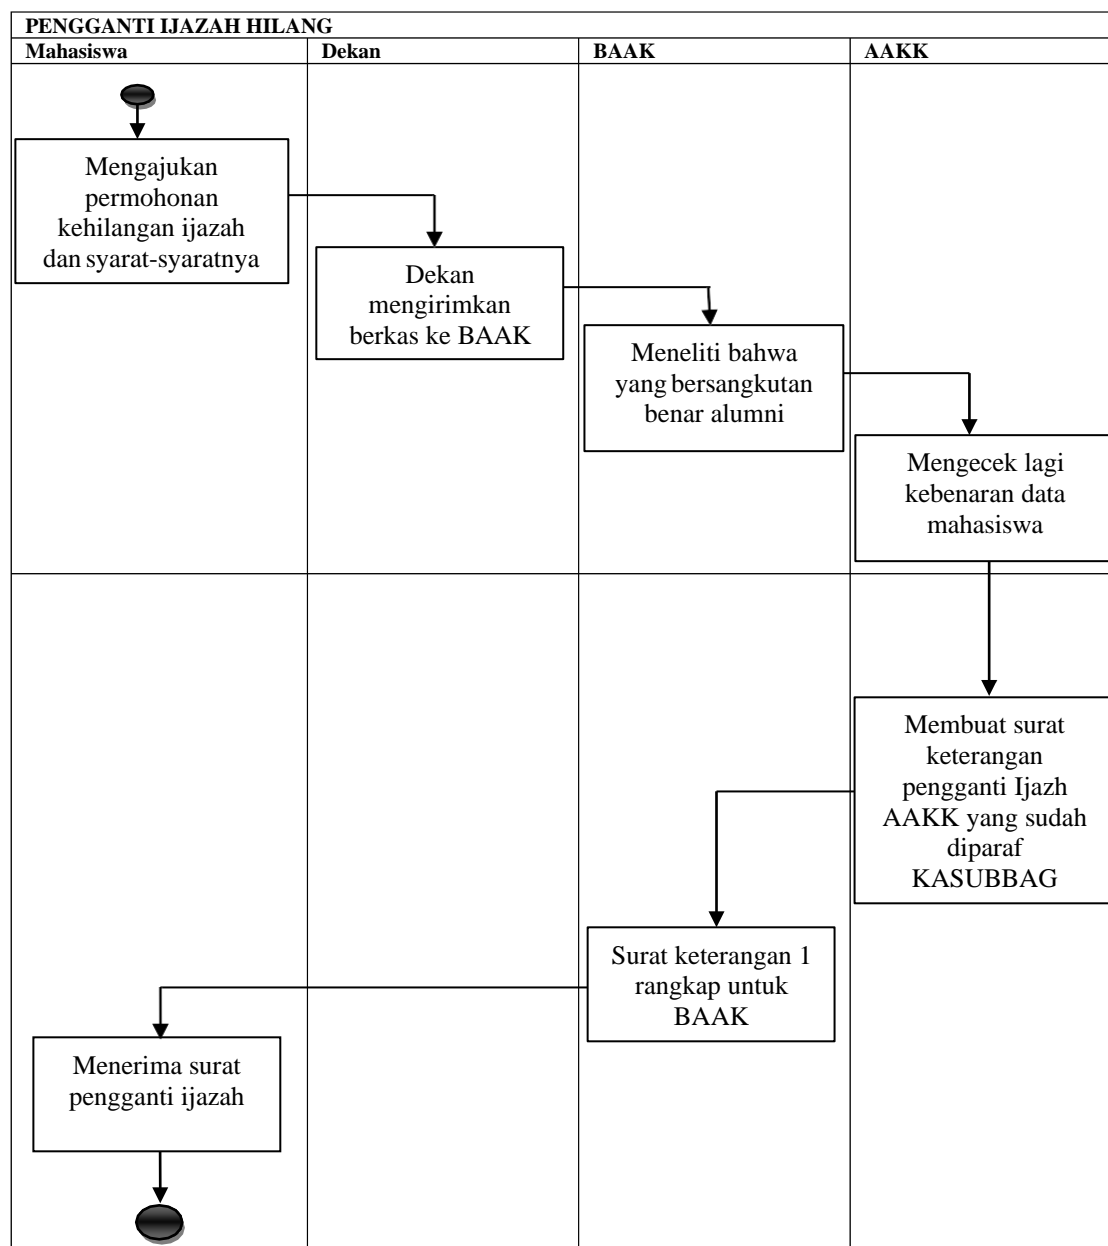 PENGGANTI IJAZAH HILANG
Mahasiswa
Dekan
BAAK
AAKK
Mengajukan
permohonan
kehilangan ijazah
dan syarat-syaratnya
Dekan
mengirimkan
berkas ke BAAK
Meneliti bahwa
yang bersangkutan
benar alumni
Mengecek lagi
kebenaran data
mahasiswa
Membuat surat
keterangan
pengganti Ijazh
AAKK yang sudah
diparaf
KASUBBAG
Surat keterangan 1
rangkap untuk
BAAK
Menerima surat
pengganti ijazah